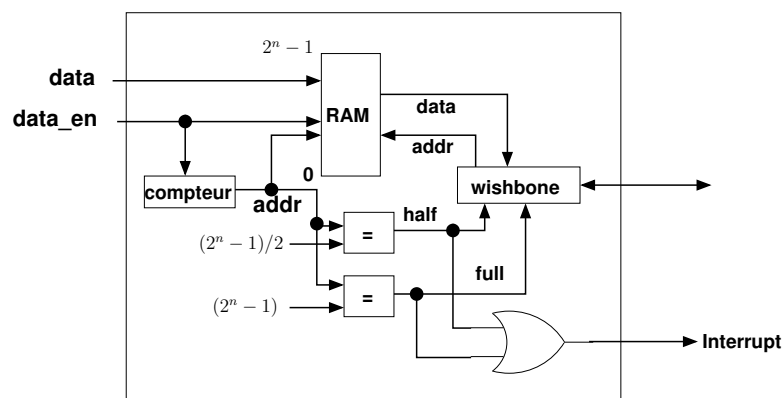 $2^n - 1$
data
RAM
data
data_en
addr
0
compteur
wishbone
addr
half
=
$(2^n - 1)/2$
full
=
$(2^n - 1)$
Interrupt